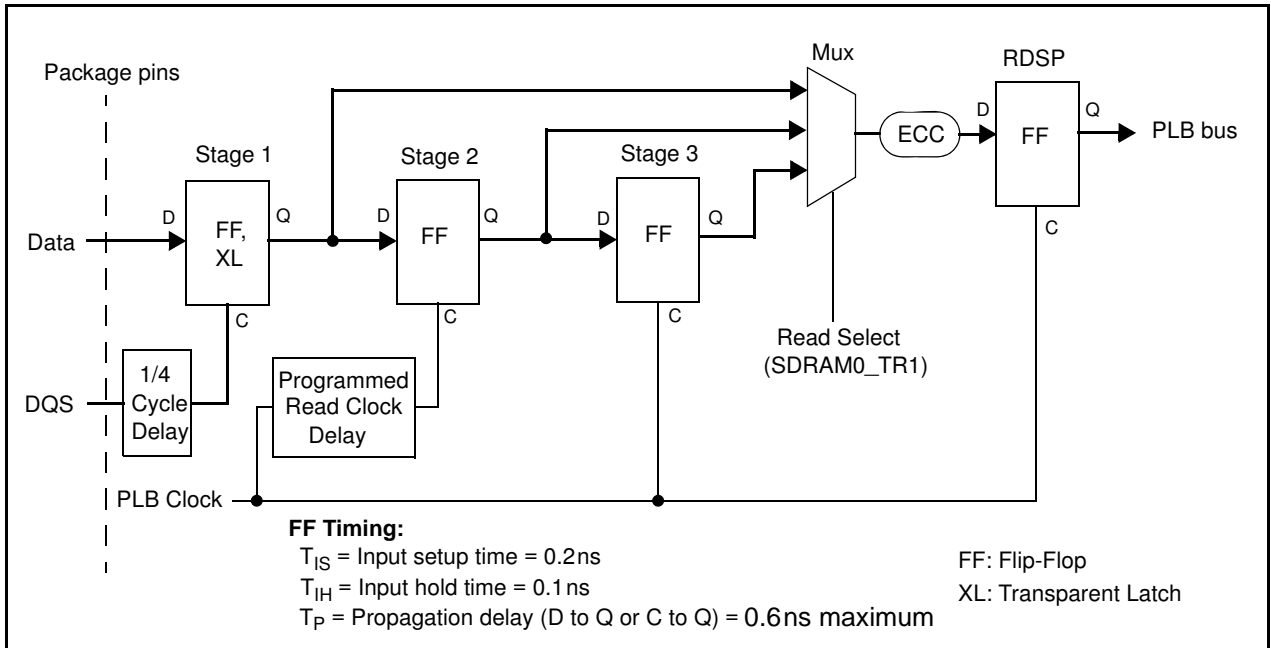 Package pins
Mux
RDSP
Stage 1
Stage 2
Stage 3
D
Q
FF,
XL
C
D
Q
FF
C
D
Q
FF
C
ECC
D
Q
FF
C
PLB bus
Data
DQS
1/4
Cycle
Delay
Programmed
Read Clock
Delay
Read Select
(SDRAM0_TR1)
PLB Clock
FF Timing:
TIS = Input setup time = 0.2ns
TIH = Input hold time = 0.1ns
TP = Propagation delay (D to Q or C to Q) = 0.6ns maximum
FF: Flip-Flop
XL: Transparent Latch